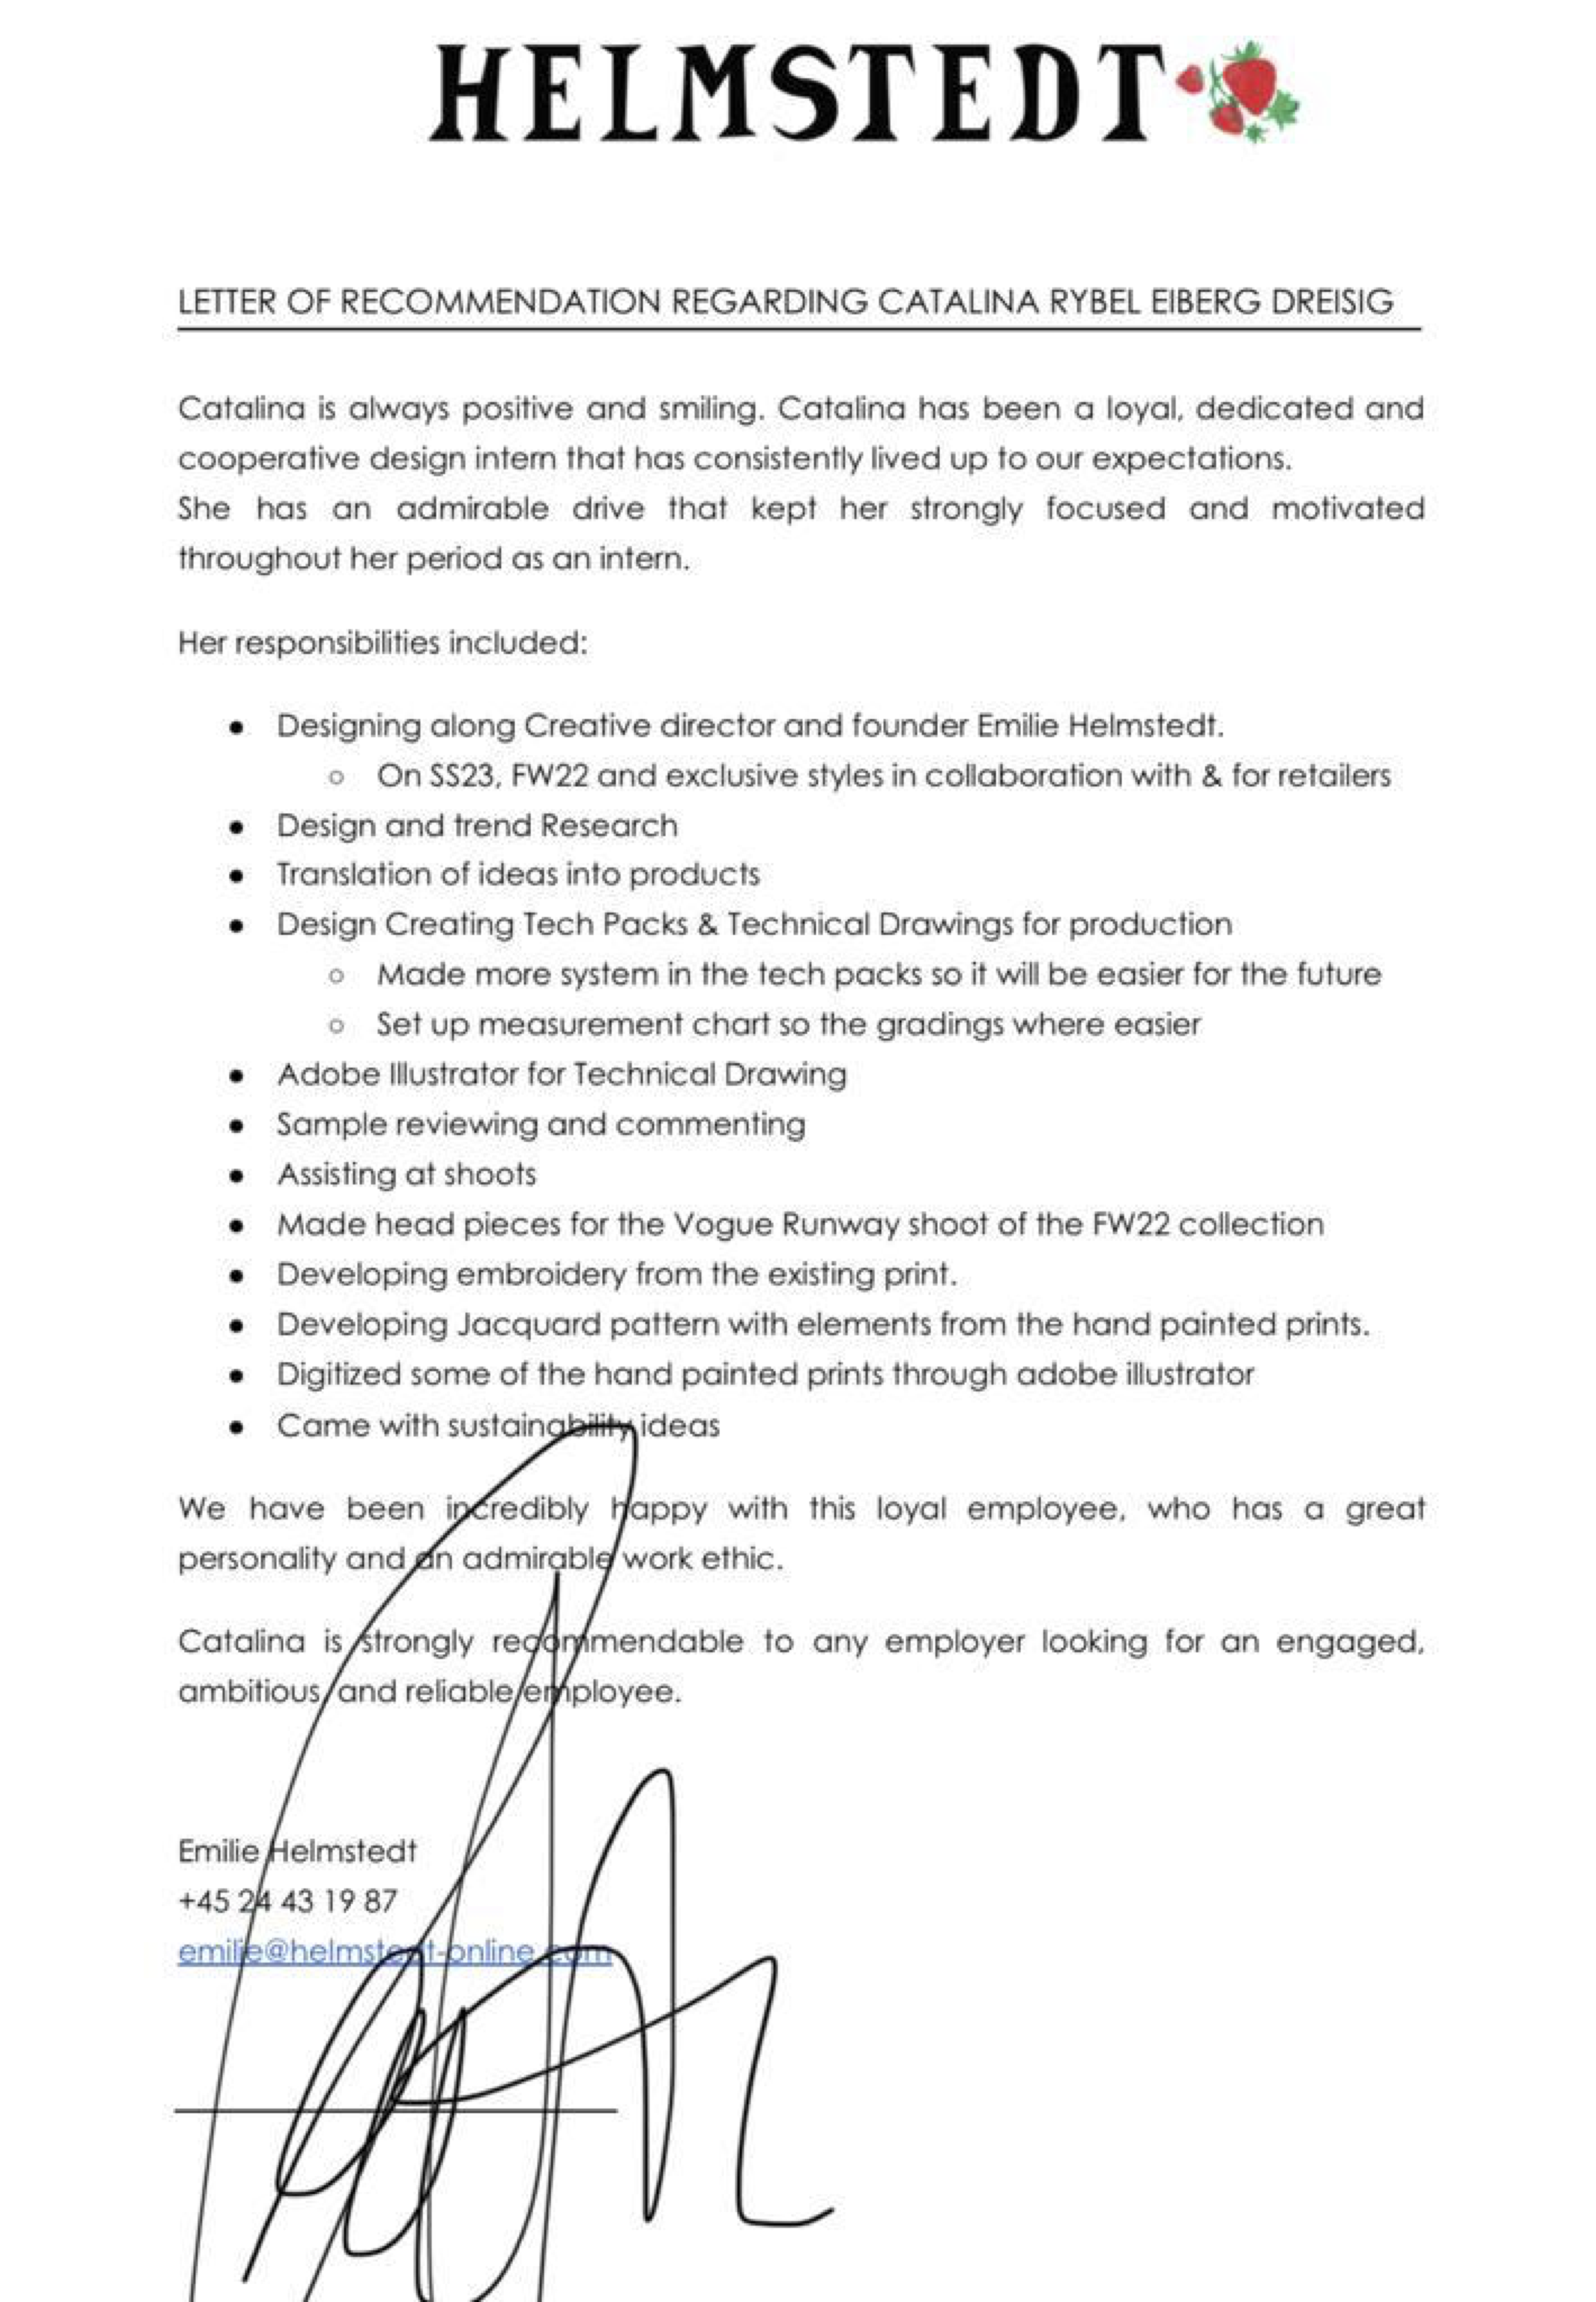 HELMSTEDT
LETTER OF RECOMMENDATION REGARDING CATALINA RYBEL EIBERG DREISIG
Catalina is always positive and smiling. Catalina has been a loyal, dedicated and
cooperative design intern that has consistently lived up to our expectations.
She has an admirable drive that kept her strongly focused and motivated
throughout her period as an intern.
Her responsibilities included:
● Designing along Creative director and founder Emilie Helmstedt.
○ On SS23, FW22 and exclusive styles in collaboration with & for retailers
● Design and trend Research
● Translation of ideas into products
● Design Creating Tech Packs & Technical Drawings for production
○ Made more system in the tech packs so it will be easier for the future
○ Set up measurement chart so the gradings where easier
● Adobe Illustrator for Technical Drawing
● Sample reviewing and commenting
● Assisting at shoots
● Made head pieces for the Vogue Runway shoot of the FW22 collection
● Developing embroidery from the existing print.
● Developing Jacquard pattern with elements from the hand painted prints.
● Digitized some of the hand painted prints through adobe illustrator
● Came with sustainability ideas
We have been incredibly happy with this loyal employee, who has a great
personality and an admirable work ethic.
Catalina is strongly recommendable to any employer looking for an engaged,
ambitious, and reliable employee.
Emilie Helmstedt
+45 24 43 19 87
emilie@helmstedt-online.com